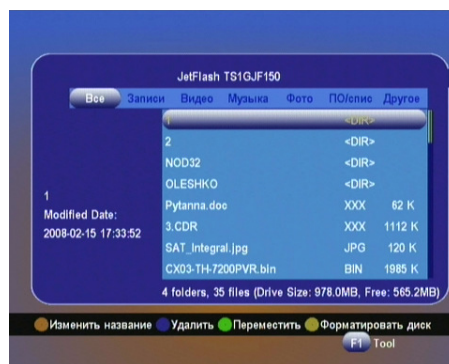 JetFlash TS1GJF150
Все Записи Видео Музыка Фото ПО/спис Другое
1 <DIR>
2 <DIR>
NOD32 <DIR>
OLESHKO <DIR>
Pytanna.doc XXX 62 K
3.CDR XXX 1112 K
SAT_Integral.jpg JPG 120 K
CX03-TH-7200PVR.bin BIN 1985 K
1
Modified Date:
2008-02-15 17:33:52
4 folders, 35 files (Drive Size: 978.0MB, Free: 565.2MB)
Изменить название Удалить Переместить Форматировать диск
F1 Tool